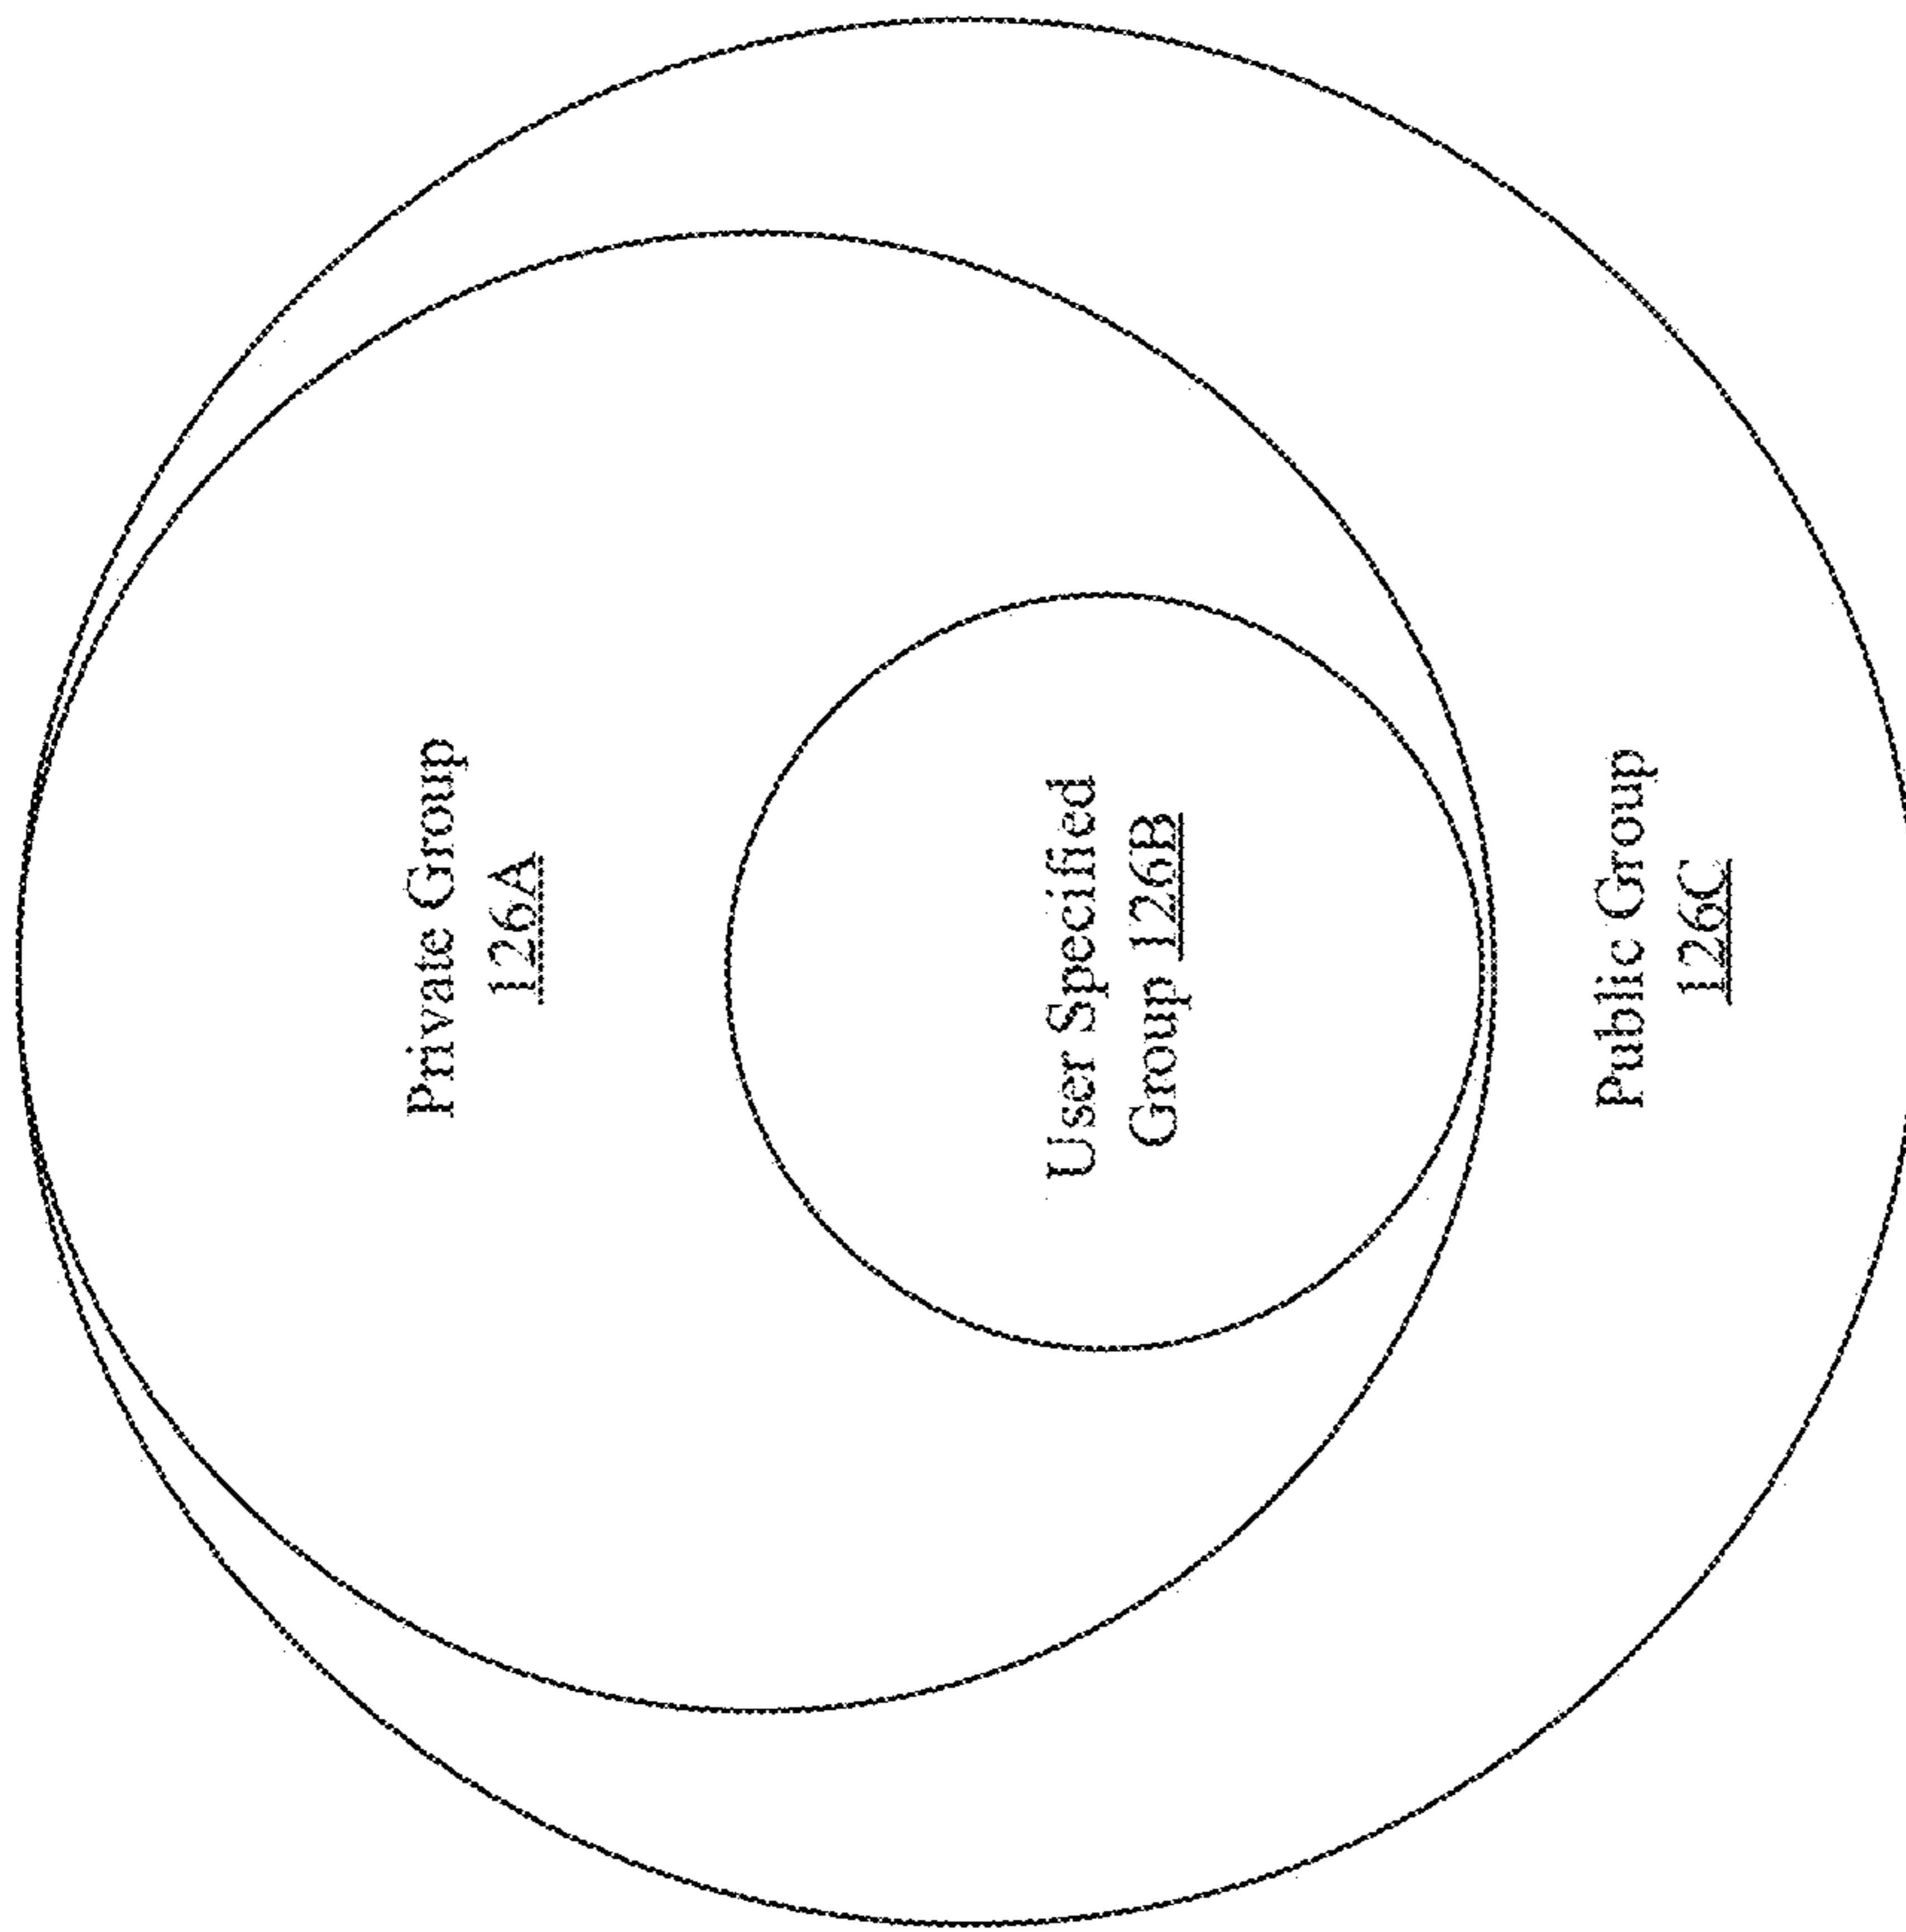 Private Group
126A
User Specified
Group 126B
Public Group
126C